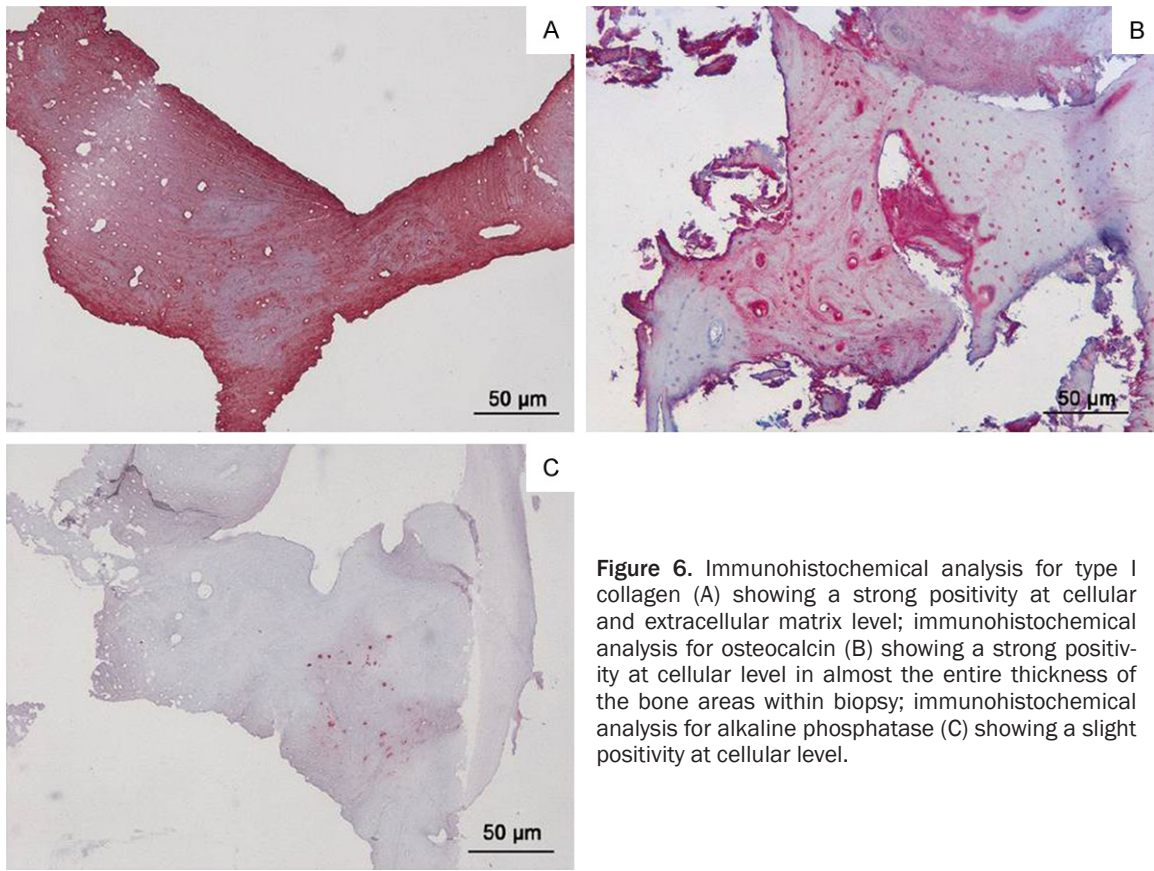 A
50 µm
B
50 µm
C
50 µm
Figure 6. Immunohistochemical analysis for type I
collagen (A) showing a strong positivity at cellular
and extracellular matrix level; immunohistochemical
analysis for osteocalcin (B) showing a strong positiv-
ity at cellular level in almost the entire thickness of
the bone areas within biopsy; immunohistochemical
analysis for alkaline phosphatase (C) showing a slight
positivity at cellular level.